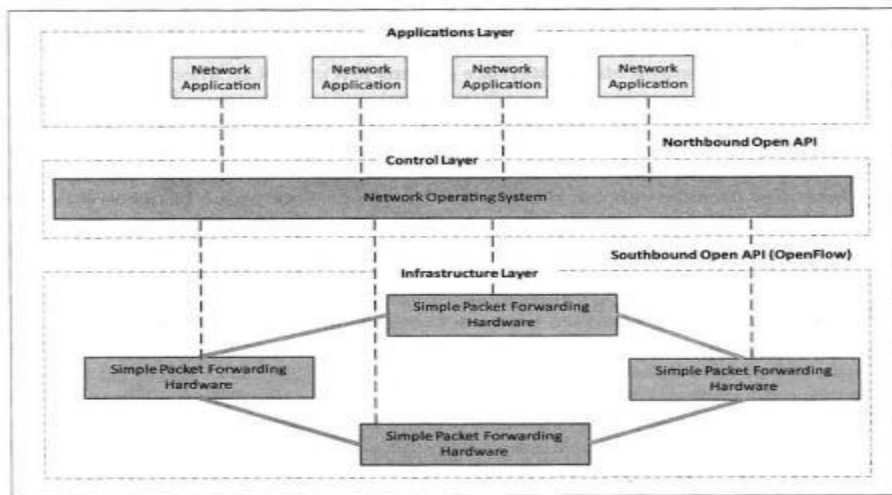 Applications Layer
Network
Application
Network
Application
Network
Application
Network
Application
Northbound Open API
Control Layer
Network Operating System
Southbound Open API (OpenFlow)
Infrastructure Layer
Simple Packet Forwarding
Hardware
Simple Packet Forwarding
Hardware
Simple Packet Forwarding
Hardware
Simple Packet Forwarding
Hardware